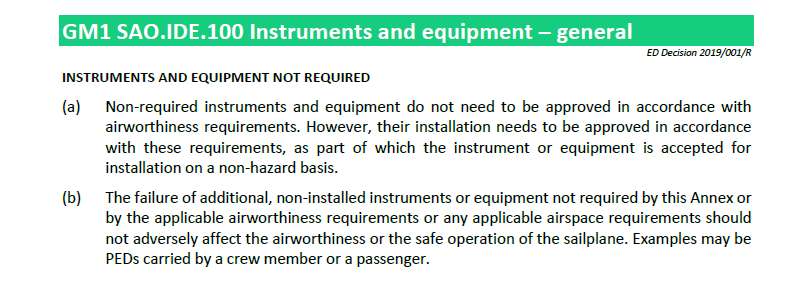 GM1 SAO.IDE.100 Instruments and equipment – general
ED Decision 2019/001/R
INSTRUMENTS AND EQUIPMENT NOT REQUIRED
(a) Non-required instruments and equipment do not need to be approved in accordance with
airworthiness requirements. However, their installation needs to be approved in accordance
with these requirements, as part of which the instrument or equipment is accepted for
installation on a non-hazard basis.
(b) The failure of additional, non-installed instruments or equipment not required by this Annex or
by the applicable airworthiness requirements or any applicable airspace requirements should
not adversely affect the airworthiness or the safe operation of the sailplane. Examples may be
PEDs carried by a crew member or a passenger.